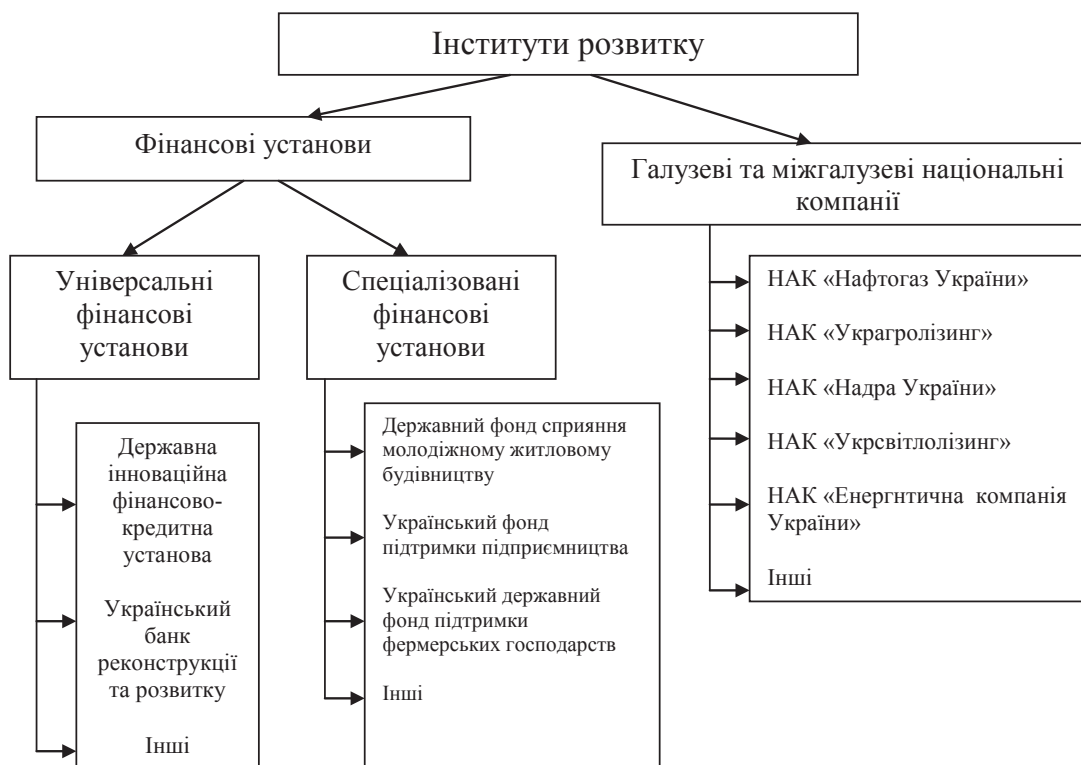 Інститути розвитку
Фінансові установи
Галузеві та міжгалузеві національні
компанії
Універсальні
фінансові
установи
Державна
інноваційна
фінансово-
кредитна
установа
Український
банк
реконструкції
та розвитку
Інші
Спеціалізовані
фінансові
установи
Державний фонд сприяння
молодіжному житловому
будівництву
Український фонд
підтримки підприємництва
Український державний
фонд підтримки
фермерських господарств
Інші
НАК «Нафтогаз України»
НАК «Украгролізинг»
НАК «Надра України»
НАК «Укрсвітлолізинг»
НАК «Енергнтична компанія
України»
Інші